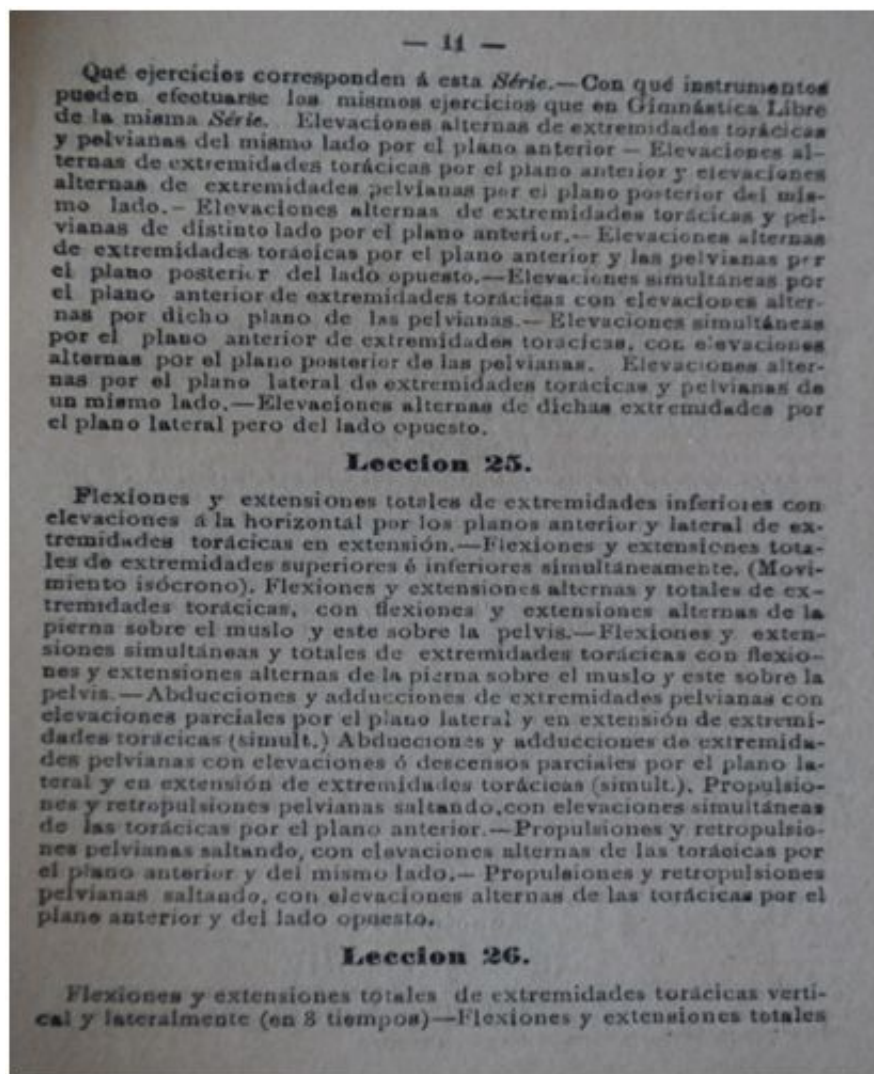 — 11 —
Qué ejercicios corresponden á esta Série.—Con qué instrumentos
pueden efectuarse los mismos ejercicios que en Gimnástica Libre
de la misma Série. Elevaciones alternas de extremidades torácicas
y pelvianas del mismo lado por el plano anterior — Elevaciones al-
ternas de extremidades torácicas por el plano anterior y elevaciones
alternas de extremidades pelvianas por el plano posterior del mis-
mo lado.— Elevaciones alternas de extremidades torácicas y pel-
vianas de distinto lado por el plano anterior.— Elevaciones alternas
de extremidades torácicas por el plano anterior y las pelvianas por
el plano posterior del lado opuesto.—Elevaciones simultáneas por
el plano anterior de extremidades torácicas con elevaciones alter-
nas por dicho plano de las pelvianas.— Elevaciones simultáneas
por el plano anterior de extremidades toracicas, con elevaciones
alternas por el plano posterior de las pelvianas. Elevaciones alter-
nas por el plano lateral de extremidades torácicas y pelvianas de
un mismo lado.—Elevaciones alternas de dichas extremidades por
el plano lateral pero del lado opuesto.
Leccion 25.
Flexiones y extensiones totales de extremidades inferiores con
elevaciones á la horizontal por los planos anterior y lateral de ex-
tremidades torácicas en extensión.—Flexiones y extensiones tota-
les de extremidades superiores é inferiores simultáneamente. (Movi-
miento isócrono). Flexiones y extensiones alternas y totales de ex-
tremidades torácicas, con flexiones y extensiones alternas de la
pierna sobre el muslo y este sobre la pelvis.—Flexiones y exten-
siones simultáneas y totales de extremidades torácicas con flexio-
nes y extensiones alternas de la pierna sobre el muslo y este sobre la
pelvis.—Abducciones y adducciones de extremidades pelvianas con
elevaciones parciales por el plano lateral y en extensión de extremi-
dades torácicas (simult.) Abducciones y adducciones de extremida-
des pelvianas con elevaciones ó descensos parciales por el plano la-
teral y en extensión de extremidades torácicas (simult.). Propulsio-
nes y retropulsiones pelvianas saltando, con elevaciones simultáneas
de las torácicas por el plano anterior.—Propulsiones y retropulsio-
nes pelvianas saltando, con elevaciones alternas de las torácicas por
el plano anterior y del mismo lado.— Propulsiones y retropulsiones
pelvianas saltando, con elevaciones alternas de las torácicas por el
plano anterior y del lado opuesto.
Leccion 26.
Flexiones y extensiones totales de extremidades torácicas verti-
cal y lateralmente (en 8 tiempos)—Flexiones y extensiones totales